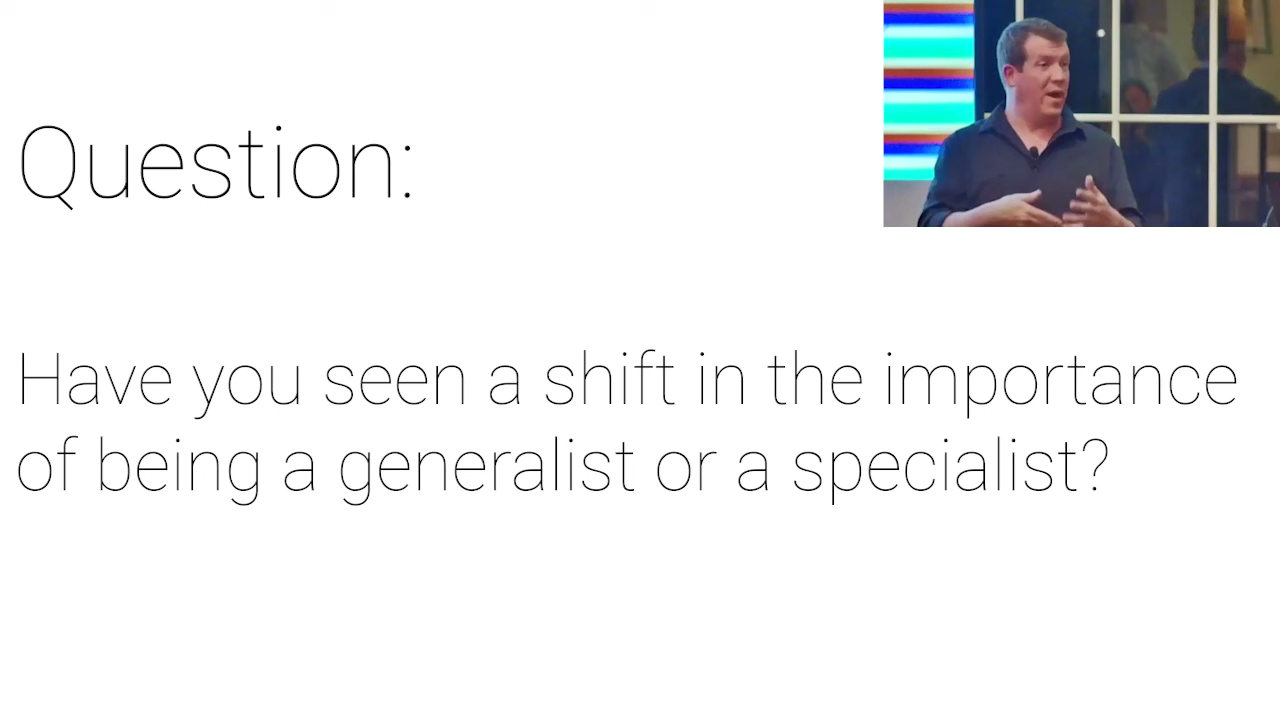 Question:
Have you seen a shift in the importance
of being a generalist or a specialist?